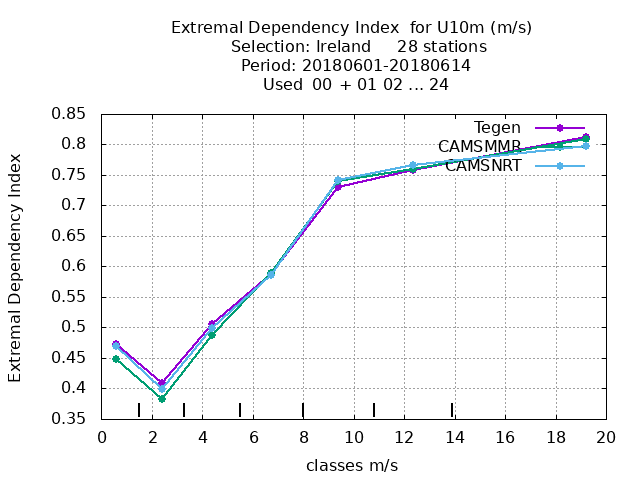 Extremal Dependency Index  for U10m (m/s)
Selection: Ireland     28 stations
Period: 20180601-20180614
Used  00 + 01 02 ... 24
Extremal Dependency Index
0.85
0.8
0.75
0.7
0.65
0.6
0.55
0.5
0.45
0.4
0.35
Tegen
CAMSMMR
CAMSNRT
0 2 4 6 8 10 12 14 16 18 20
classes m/s